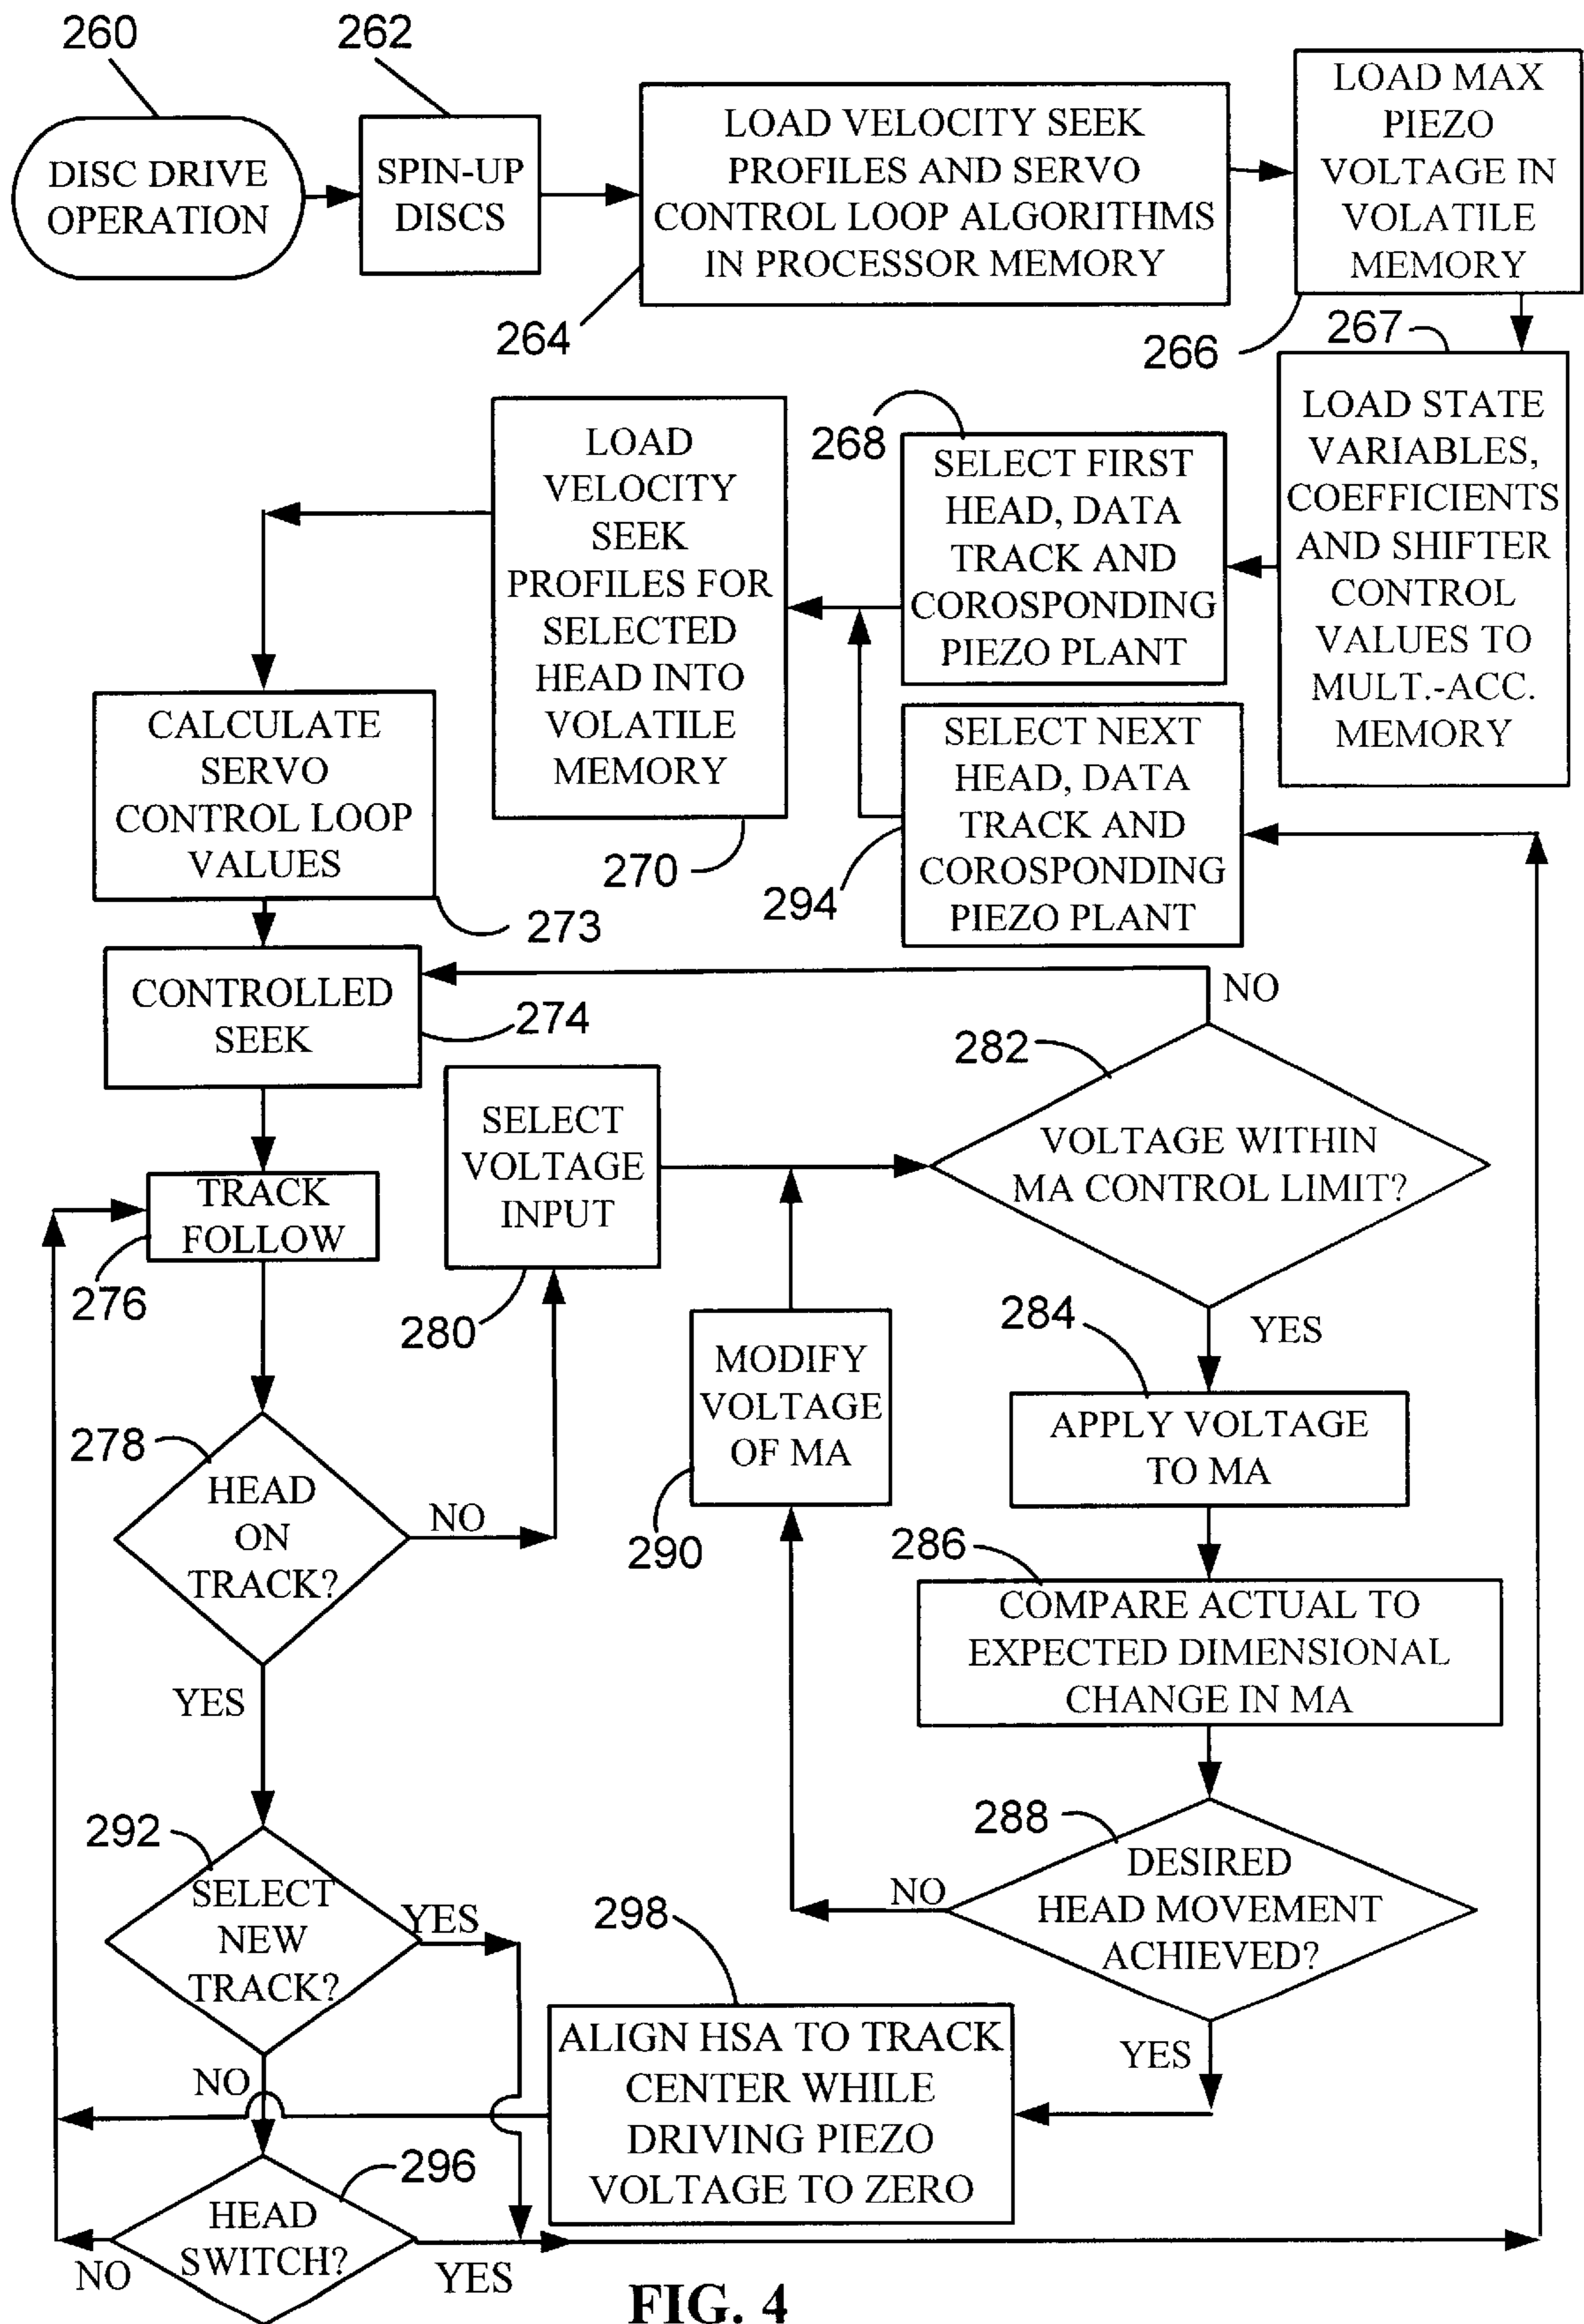 260
262
DISC DRIVE
OPERATION
SPIN-UP
DISCS
LOAD VELOCITY SEEK
PROFILES AND SERVO
CONTROL LOOP ALGORITHMS
IN PROCESSOR MEMORY
264
LOAD MAX
PIEZO
VOLTAGE IN
VOLATILE
MEMORY
266
267
LOAD STATE
VARIABLES,
COEFFICIENTS
AND SHIFTER
CONTROL
VALUES TO
MULT.-ACC.
MEMORY
268
SELECT FIRST
HEAD, DATA
TRACK AND
COROSPONDING
PIEZO PLANT
SELECT NEXT
HEAD, DATA
TRACK AND
COROSPONDING
PIEZO PLANT
294
LOAD
VELOCITY
SEEK
PROFILES FOR
SELECTED
HEAD INTO
VOLATILE
MEMORY
270
CALCULATE
SERVO
CONTROL LOOP
VALUES
273
CONTROLLED
SEEK
274
TRACK
FOLLOW
276
278
HEAD
ON
TRACK?
NO
YES
SELECT
VOLTAGE
INPUT
280
282
NO
VOLTAGE WITHIN
MA CONTROL LIMIT?
YES
284
APPLY VOLTAGE
TO MA
286
COMPARE ACTUAL TO
EXPECTED DIMENSIONAL
CHANGE IN MA
288
DESIRED
HEAD MOVEMENT
ACHIEVED?
NO
YES
MODIFY
VOLTAGE
OF MA
290
292
SELECT
NEW
TRACK?
YES
NO
298
ALIGN HSA TO TRACK
CENTER WHILE
DRIVING PIEZO
VOLTAGE TO ZERO
296
HEAD
SWITCH?
NO
YES
FIG. 4